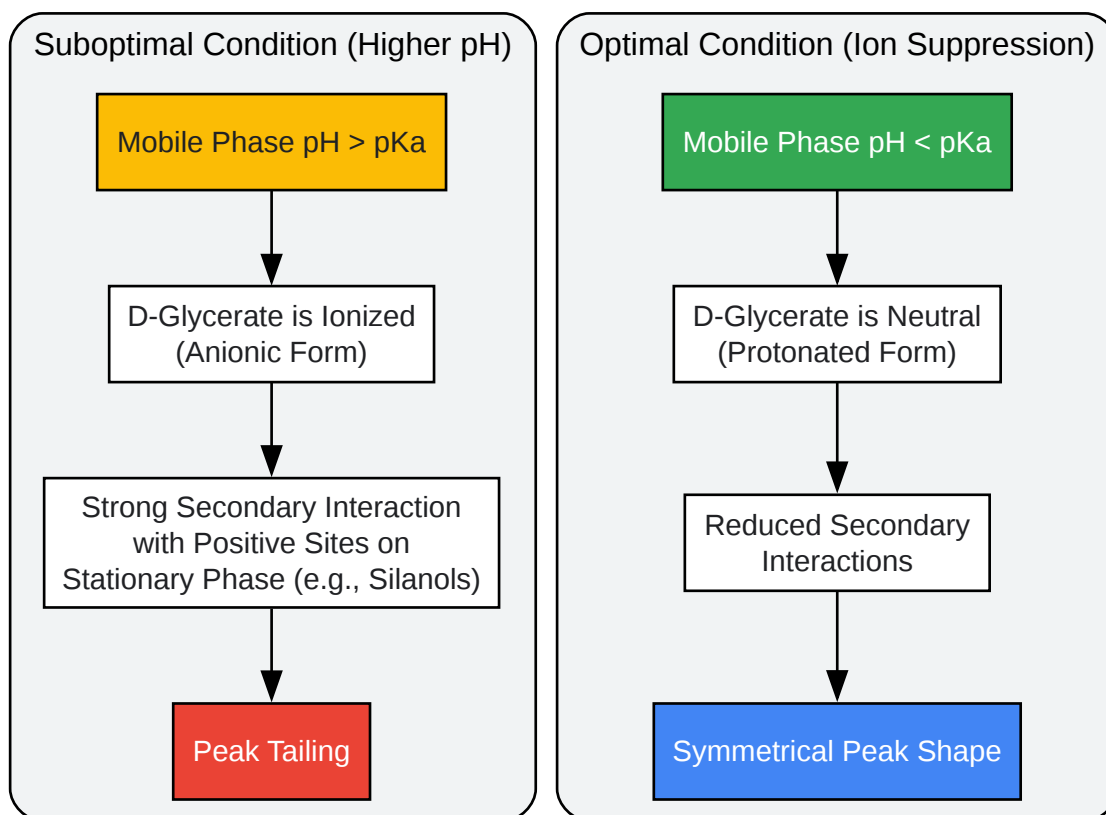 Suboptimal Condition (Higher pH)
Mobile Phase pH > pKa
D-Glycerate is Ionized
(Anionic Form)
Strong Secondary Interaction
with Positive Sites on
Stationary Phase (e.g., Silanols)
Peak Tailing
Optimal Condition (Ion Suppression)
Mobile Phase pH < pKa
D-Glycerate is Neutral
(Protonated Form)
Reduced Secondary
Interactions
Symmetrical Peak Shape